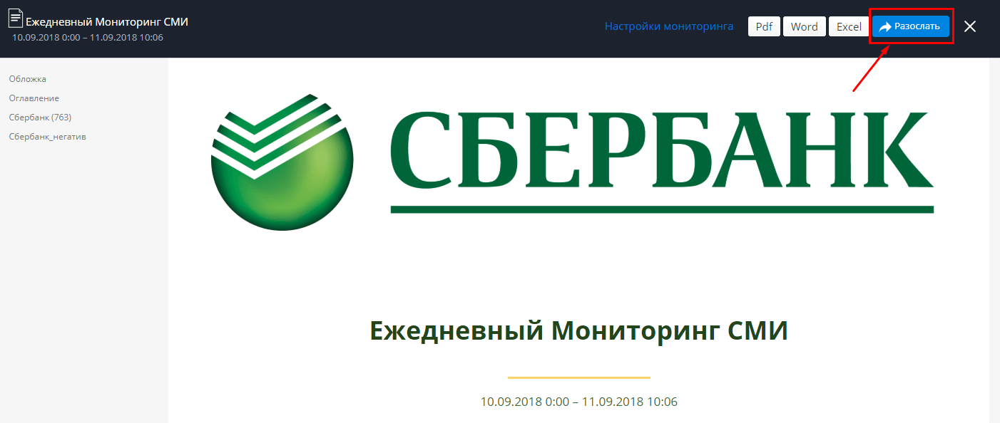 Ежедневный Мониторинг СМИ
10.09.2018 0:00 – 11.09.2018 10:06
Настройки мониторинга
Pdf
Word
Excel
Разослать
Обложка
Оглавление
Сбербанк (763)
Сбербанк_негатив
СБЕРБАНК
Ежедневный Мониторинг СМИ
10.09.2018 0:00 – 11.09.2018 10:06